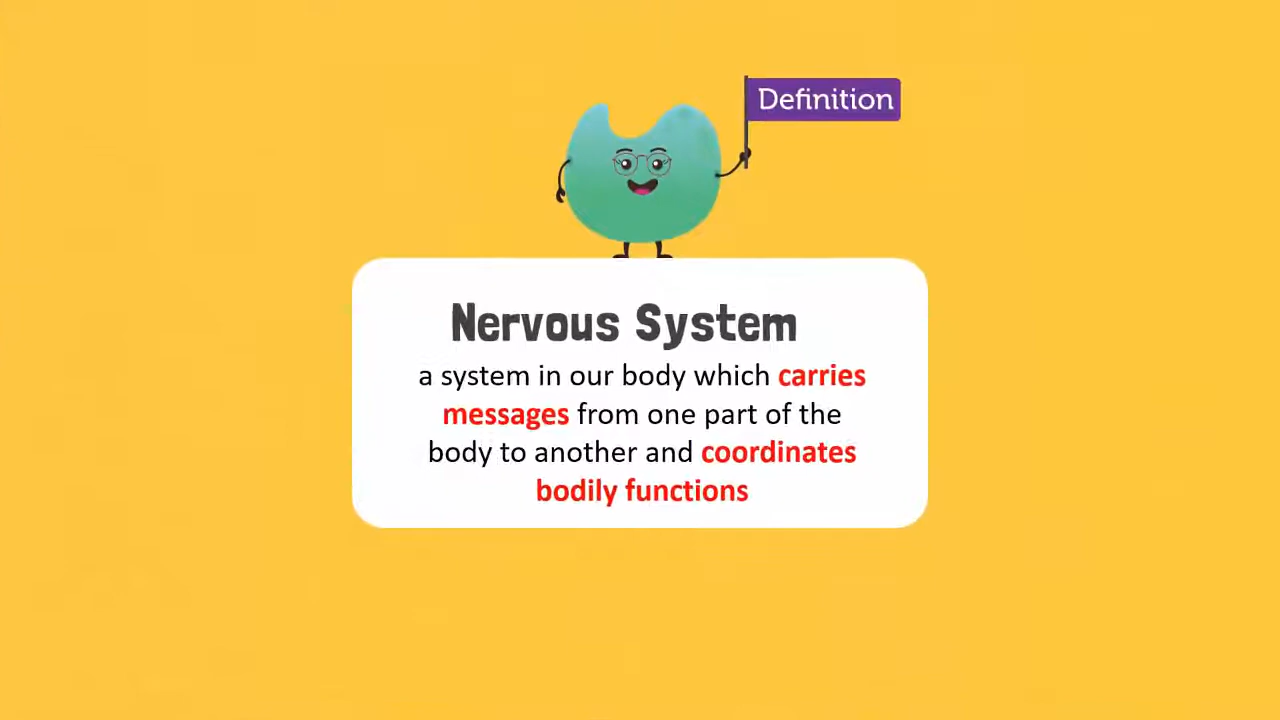 Definition
Nervous System
a system in our body which carries
messages from one part of the
body to another and coordinates
bodily functions